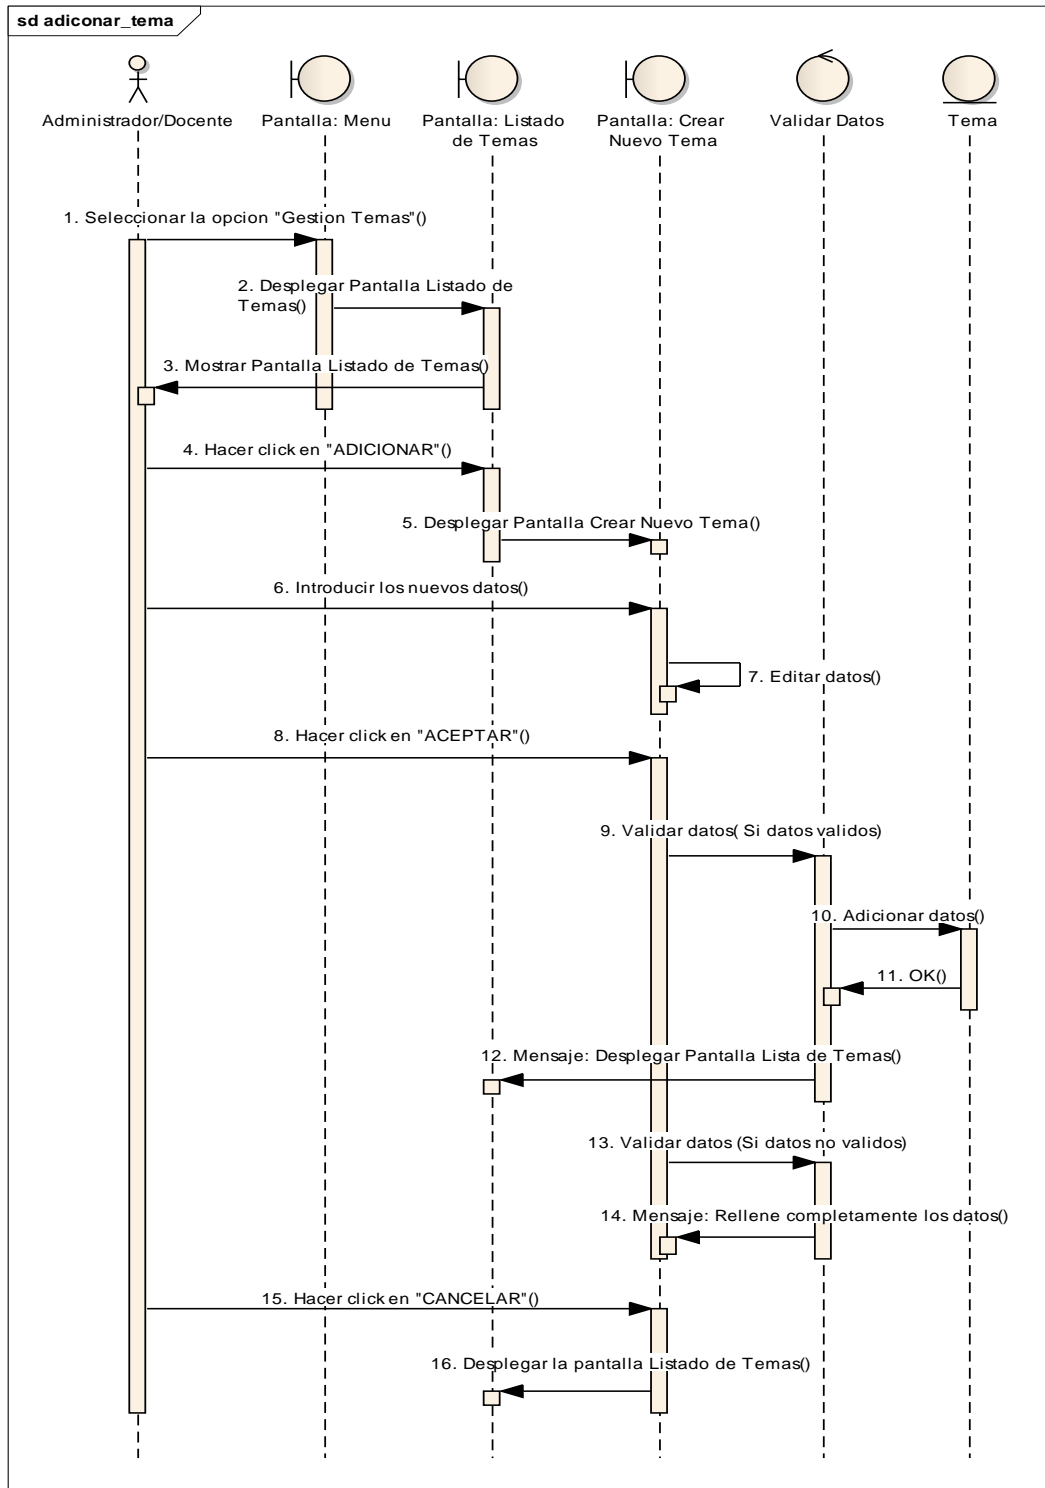 sd adiconar_tema
Administrador/Docente
Pantalla: Menu
Pantalla: Listado
de Temas
Pantalla: Crear
Nuevo Tema
Validar Datos
Tema
1. Seleccionar la opcion "Gestion Temas"()
2. Desplegar Pantalla Listado de
Temas()
3. Mostrar Pantalla Listado de Temas()
4. Hacer click en "ADICIONAR"()
5. Desplegar Pantalla Crear Nuevo Tema()
6. Introducir los nuevos datos()
7. Editar datos()
8. Hacer click en "ACEPTAR"()
9. Validar datos( Si datos validos)
10. Adicionar datos()
11. OK()
12. Mensaje: Desplegar Pantalla Lista de Temas()
13. Validar datos (Si datos no validos)
14. Mensaje: Rellene completamente los datos()
15. Hacer click en "CANCELAR"()
16. Desplegar la pantalla Listado de Temas()